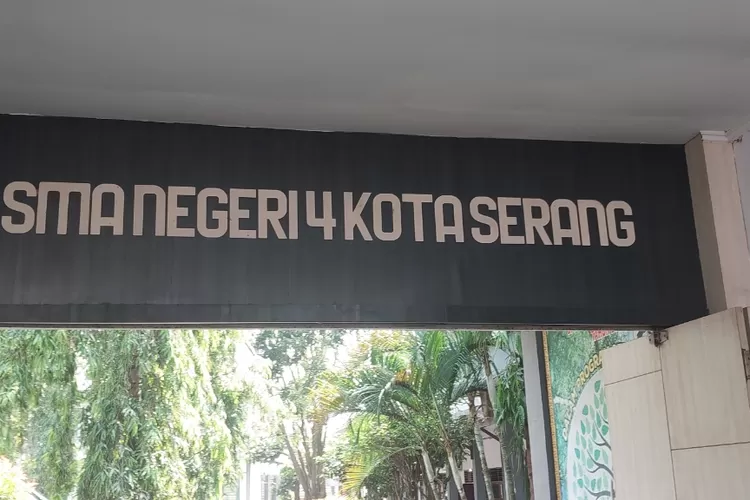 SMA NEGERI 4 KOTA SERANG